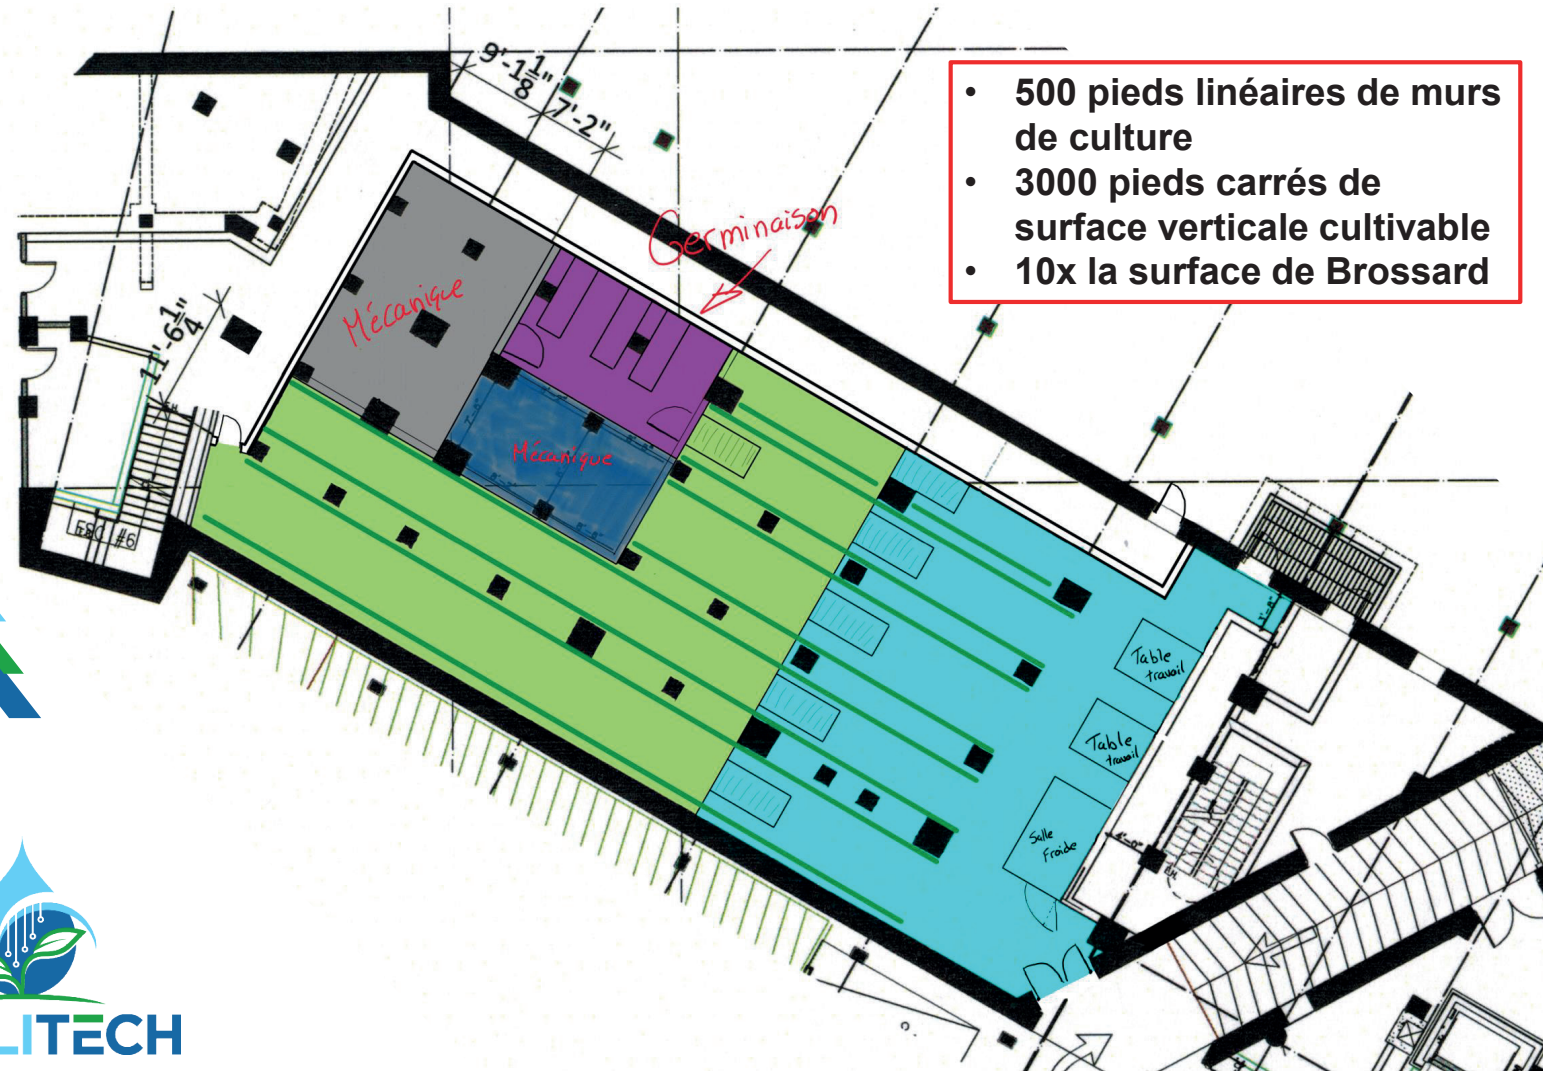 • 500 pieds linéaires de murs
de culture
• 3000 pieds carrés de
surface verticale cultivable
• 10x la surface de Brossard
9'-1 1/8"
7'-2"
Germinaison
Mécanique
11'-6 1/4"
Mécanique
Table
travail
Table
travail
Salle
Froide
4'-0"
LITECH